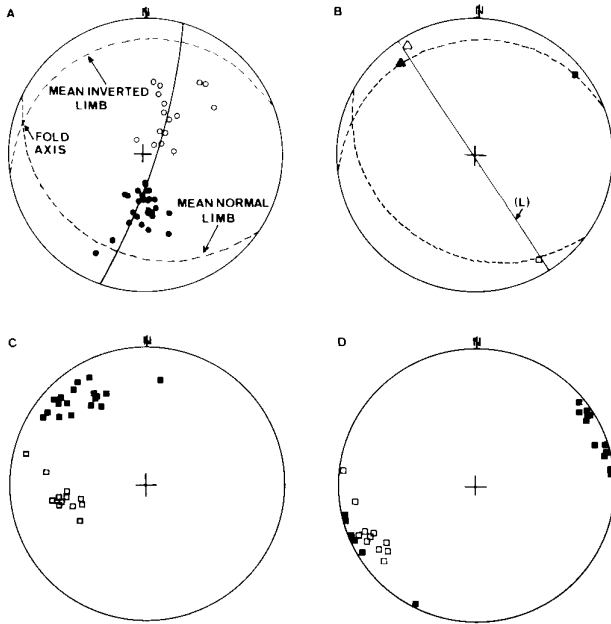 A
N
MEAN INVERTED
LIMB
FOLD
AXIS
MEAN NORMAL
LIMB
B
N
(L)
C
N
D
N